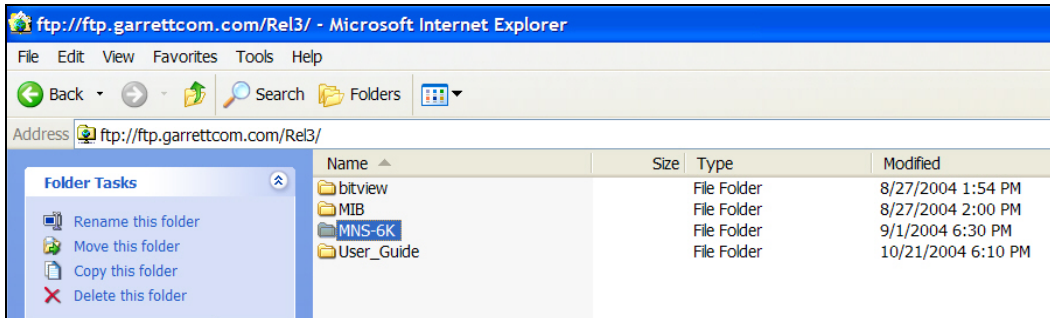 ftp://ftp.garrettcom.com/Rel3/ - Microsoft Internet Explorer
File Edit View Favorites Tools Help
Back Search Folders
Address ftp://ftp.garrettcom.com/Rel3/
Folder Tasks
Rename this folder
Move this folder
Copy this folder
Delete this folder
Name Size Type Modified
bitview File Folder 8/27/2004 1:54 PM
MIB File Folder 8/27/2004 2:00 PM
MNS-6K File Folder 9/1/2004 6:30 PM
User_Guide File Folder 10/21/2004 6:10 PM